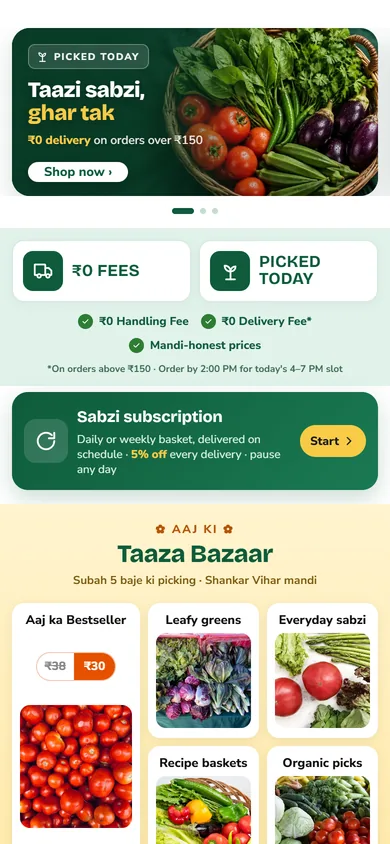 PICKED TODAY
Taazi sabzi,
ghar tak
₹0 delivery on orders over ₹150
Shop now ›
₹0 FEES
PICKED
TODAY
₹0 Handling Fee
₹0 Delivery Fee*
Mandi-honest prices
*On orders above ₹150 · Order by 2:00 PM for today's 4–7 PM slot
Sabzi subscription
Daily or weekly basket, delivered on
schedule · 5% off every delivery · pause
any day
Start ›
✿ AAJ KI ✿
Taaza Bazaar
Subah 5 baje ki picking · Shankar Vihar mandi
Aaj ka Bestseller
₹38 ₹30
Leafy greens
Everyday sabzi
Recipe baskets
Organic picks